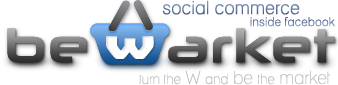 social commerce
inside facebook
beWarket
turn the W and be the market